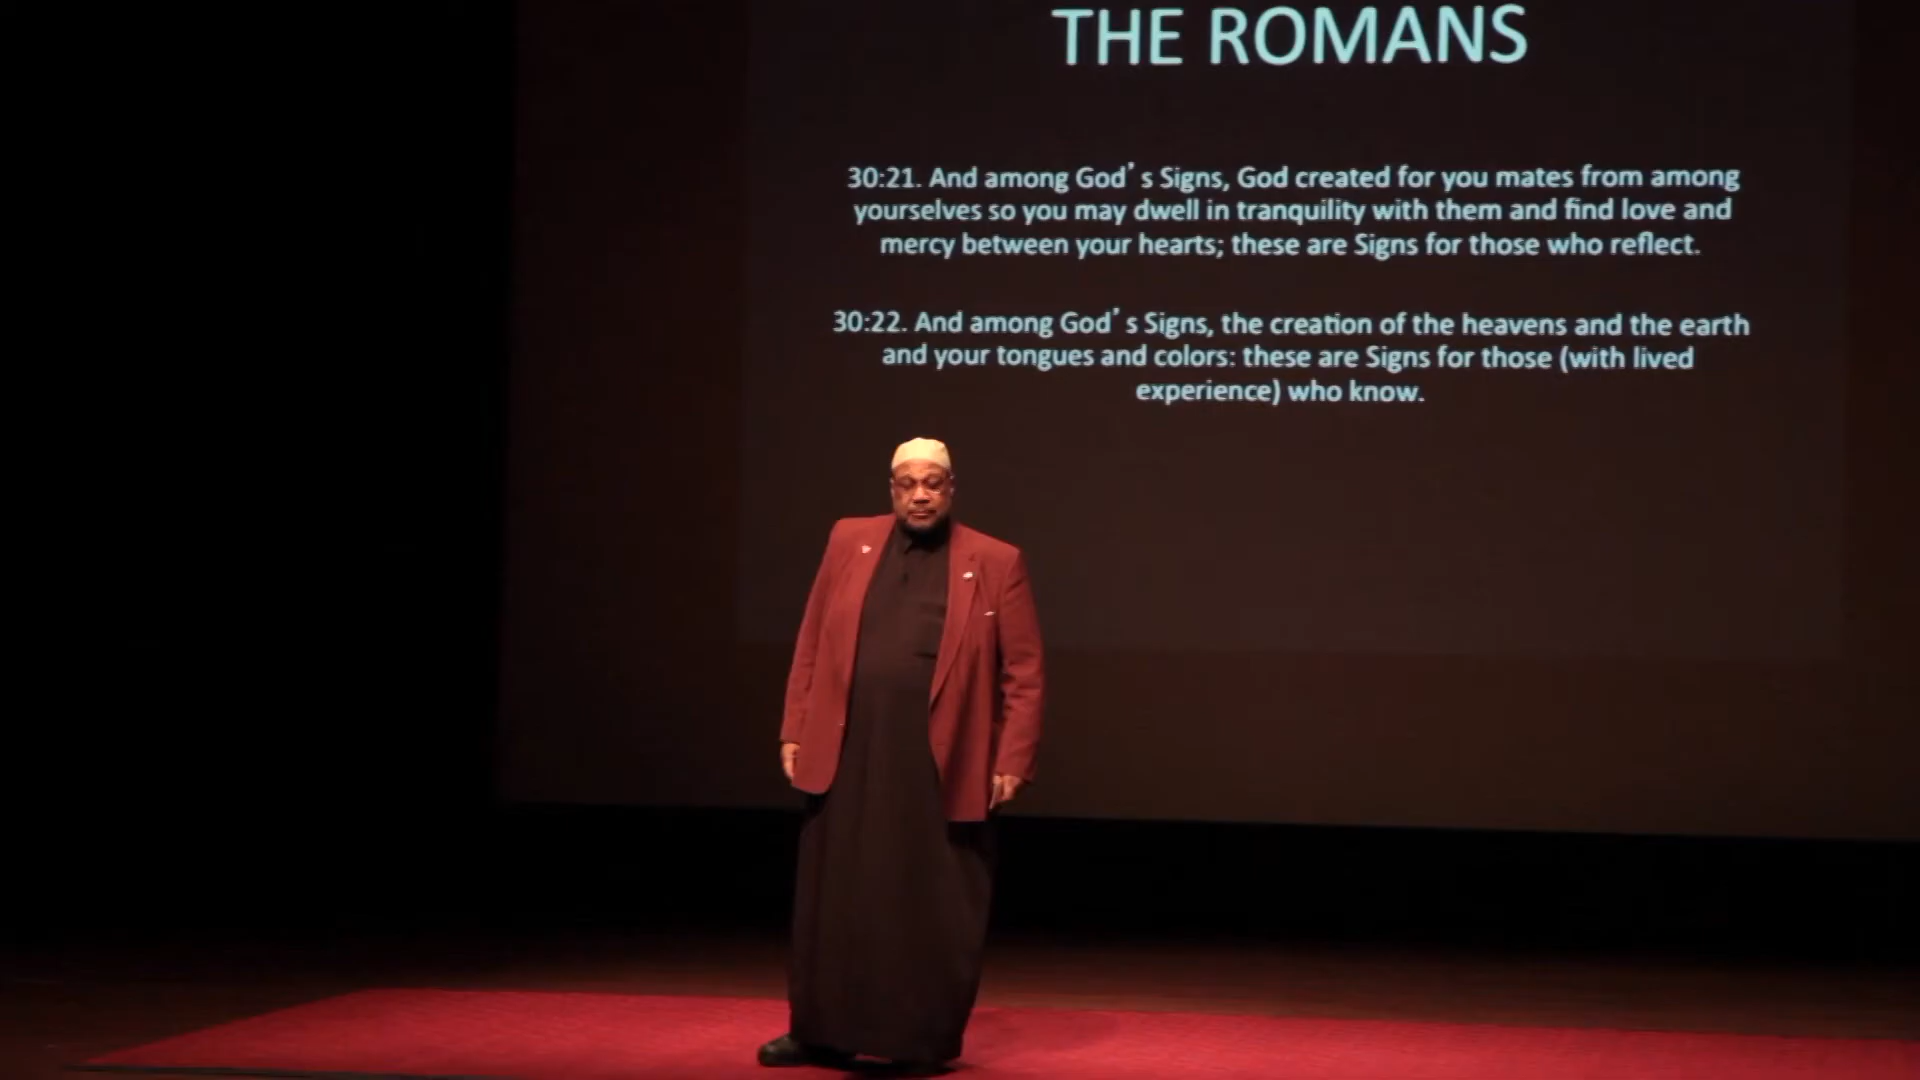 THE ROMANS
30:21. And among God's Signs, God created for you mates from among
yourselves so you may dwell in tranquility with them and find love and
mercy between your hearts; these are Signs for those who reflect.
30:22. And among God's Signs, the creation of the heavens and the earth
and your tongues and colors: these are Signs for those (with lived
experience) who know.